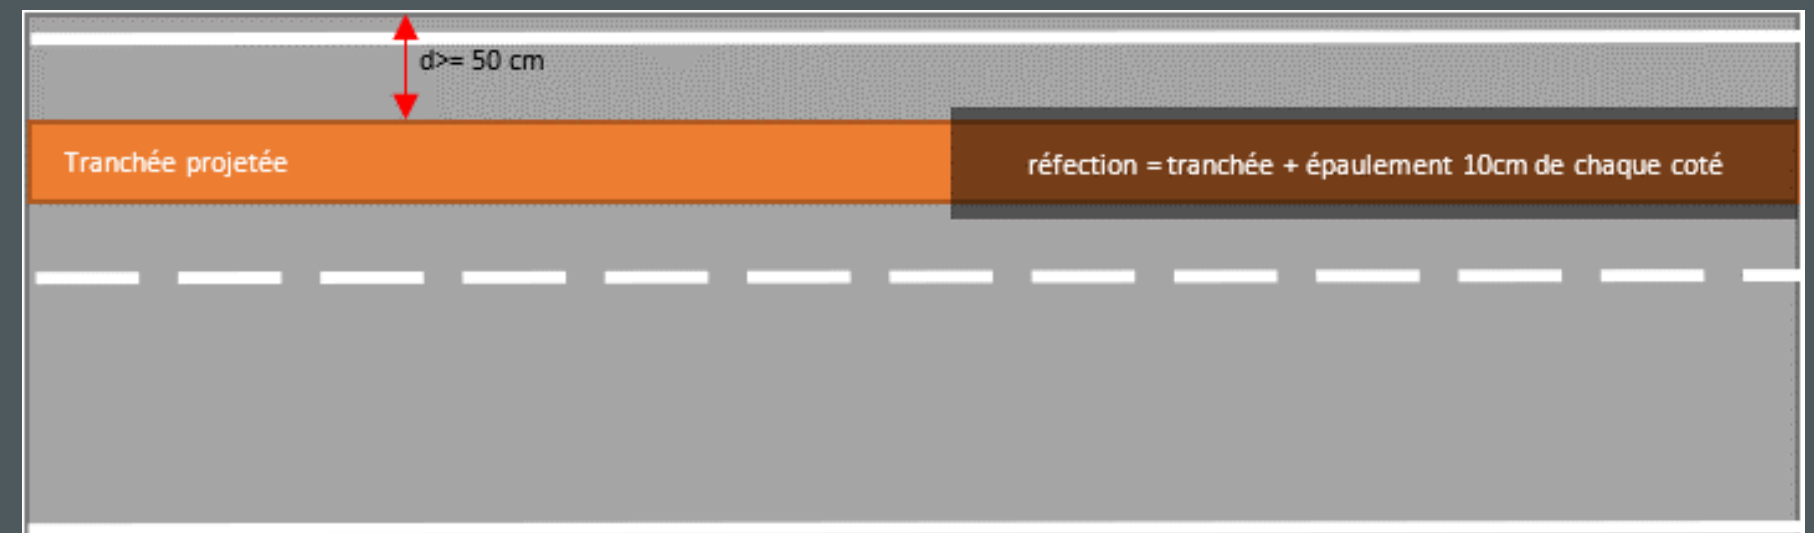 d>= 50 cm
Tranchée projetée
réfection = tranchée + épaulement 10cm de chaque coté